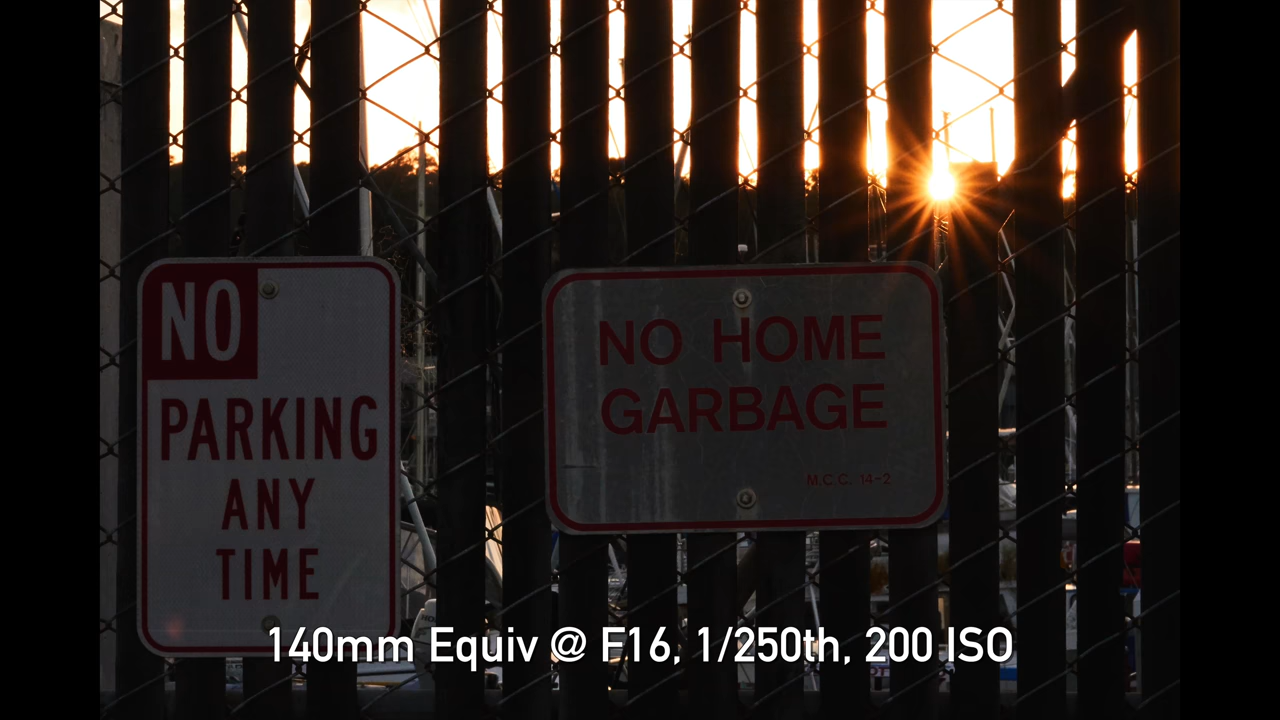 NO
PARKING
ANY
TIME
NO HOME
GARBAGE
M.C.C. 14-2
140mm Equiv @ F16, 1/250th, 200 ISO